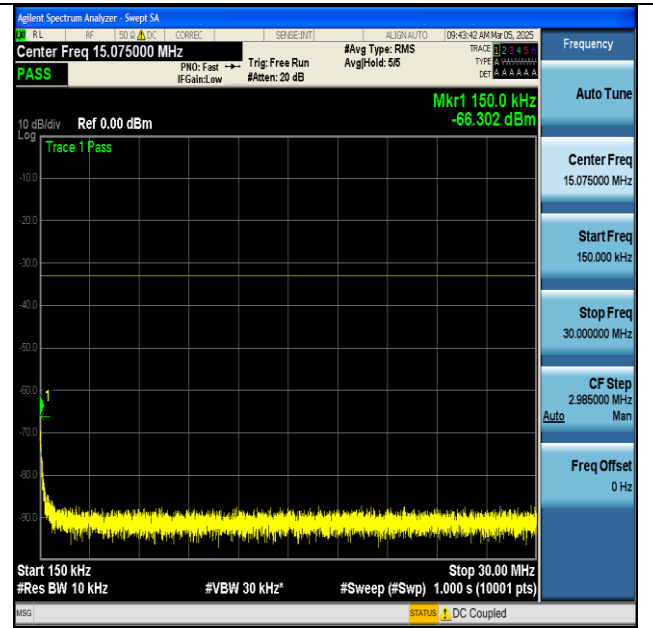 Agilent Spectrum Analyzer - Swept SA
RL RF 50 Ω DC CORREC SENSE:INT ALIGN AUTO 09:43:42 AM Mar 05, 2025
Center Freq 15.075000 MHz
#Avg Type: RMS
TRACE 1 2 3 4 5 6
PASS
PNO: Fast
Trig: Free Run
Avg|Hold: 5/5
TYPE A
IFGain:Low
#Atten: 20 dB
DET A A A A A A
Frequency
Mkr1 150.0 kHz
-66.302 dBm
10 dB/div Ref 0.00 dBm
Log
Trace 1 Pass
-10.0
-20.0
-30.0
-40.0
-50.0
-60.0
1
-70.0
-80.0
-90.0
Start 150 kHz
Stop 30.00 MHz
#Res BW 10 kHz
#VBW 30 kHz*
#Sweep (#Swp) 1.000 s (10001 pts)
Auto Tune
Center Freq
15.075000 MHz
Start Freq
150.000 kHz
Stop Freq
30.000000 MHz
CF Step
2.985000 MHz
Auto Man
Freq Offset
0 Hz
MSG
STATUS DC Coupled